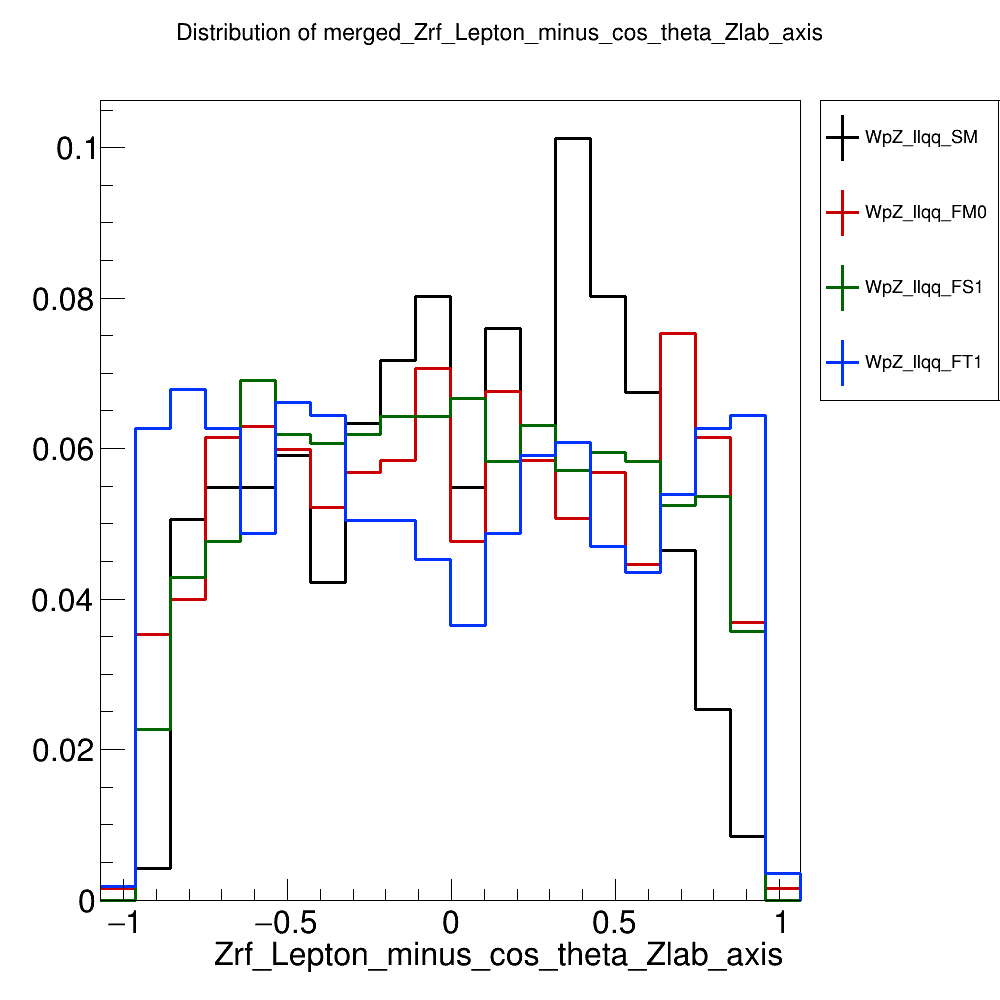 Distribution of merged_Zrf_Lepton_minus_cos_theta_Zlab_axis
0.1
0.08
0.06
0.04
0.02
0
−1 −0.5 0 0.5 1
Zrf_Lepton_minus_cos_theta_Zlab_axis
WpZ_llqq_SM
WpZ_llqq_FM0
WpZ_llqq_FS1
WpZ_llqq_FT1